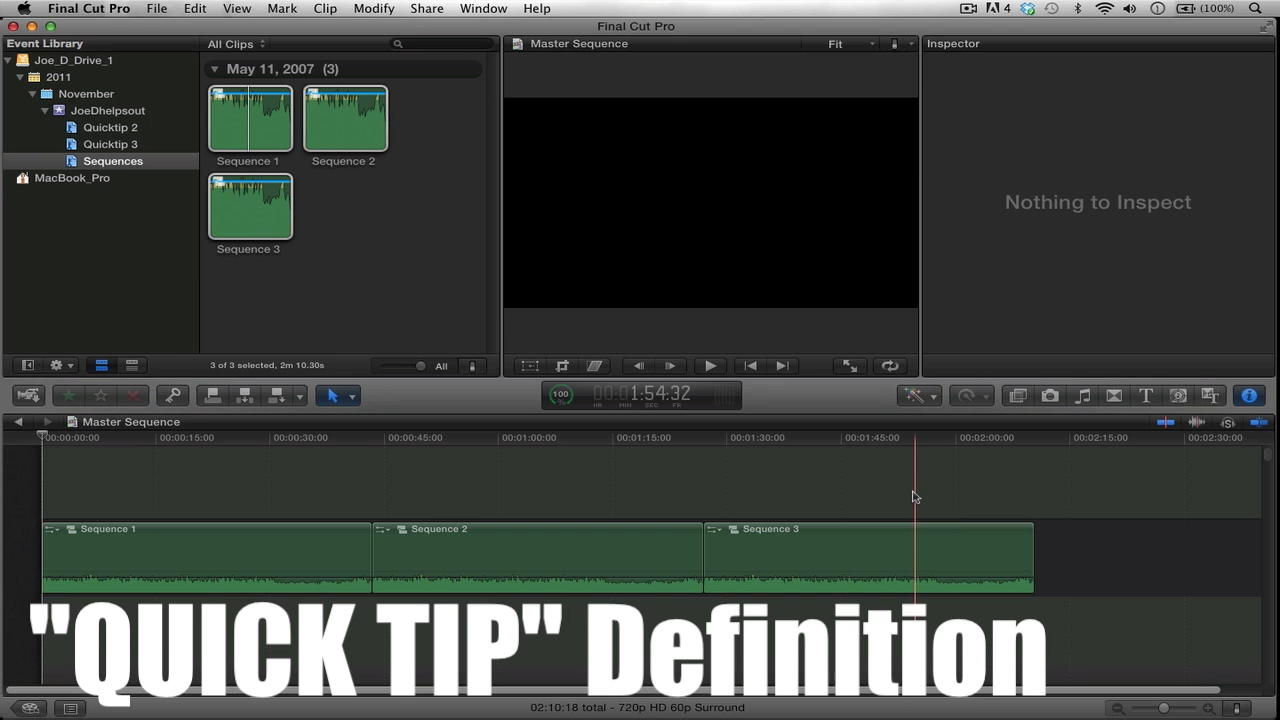 Final Cut Pro File Edit View Mark Clip Modify Share Window Help 4 (100%)
Final Cut Pro
Event Library
All Clips
Master Sequence
Fit
Inspector
Joe_D_Drive_1
2011
November
JoeDhelpsout
Quicktip 2
Quicktip 3
Sequences
MacBook_Pro
May 11, 2007 (3)
Sequence 1
Sequence 2
Sequence 3
Nothing to Inspect
3 of 3 selected, 2m 10.30s
All
100
00:01:54:32
HR MIN SEC FR
Master Sequence
00:00:00:00 00:00:15:00 00:00:30:00 00:00:45:00 00:01:00:00 00:01:15:00 00:01:30:00 00:01:45:00 00:02:00:00 00:02:15:00 00:02:30:00
Sequence 1
Sequence 2
Sequence 3
"QUICK TIP" Definition
02:10:18 total - 720p HD 60p Surround